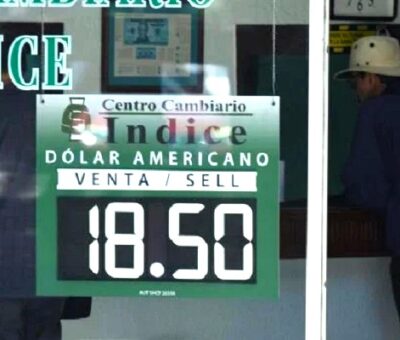 ICE
Centro Cambiario
Indice
DÓLAR AMERICANO
VENTA / SELL
18.50